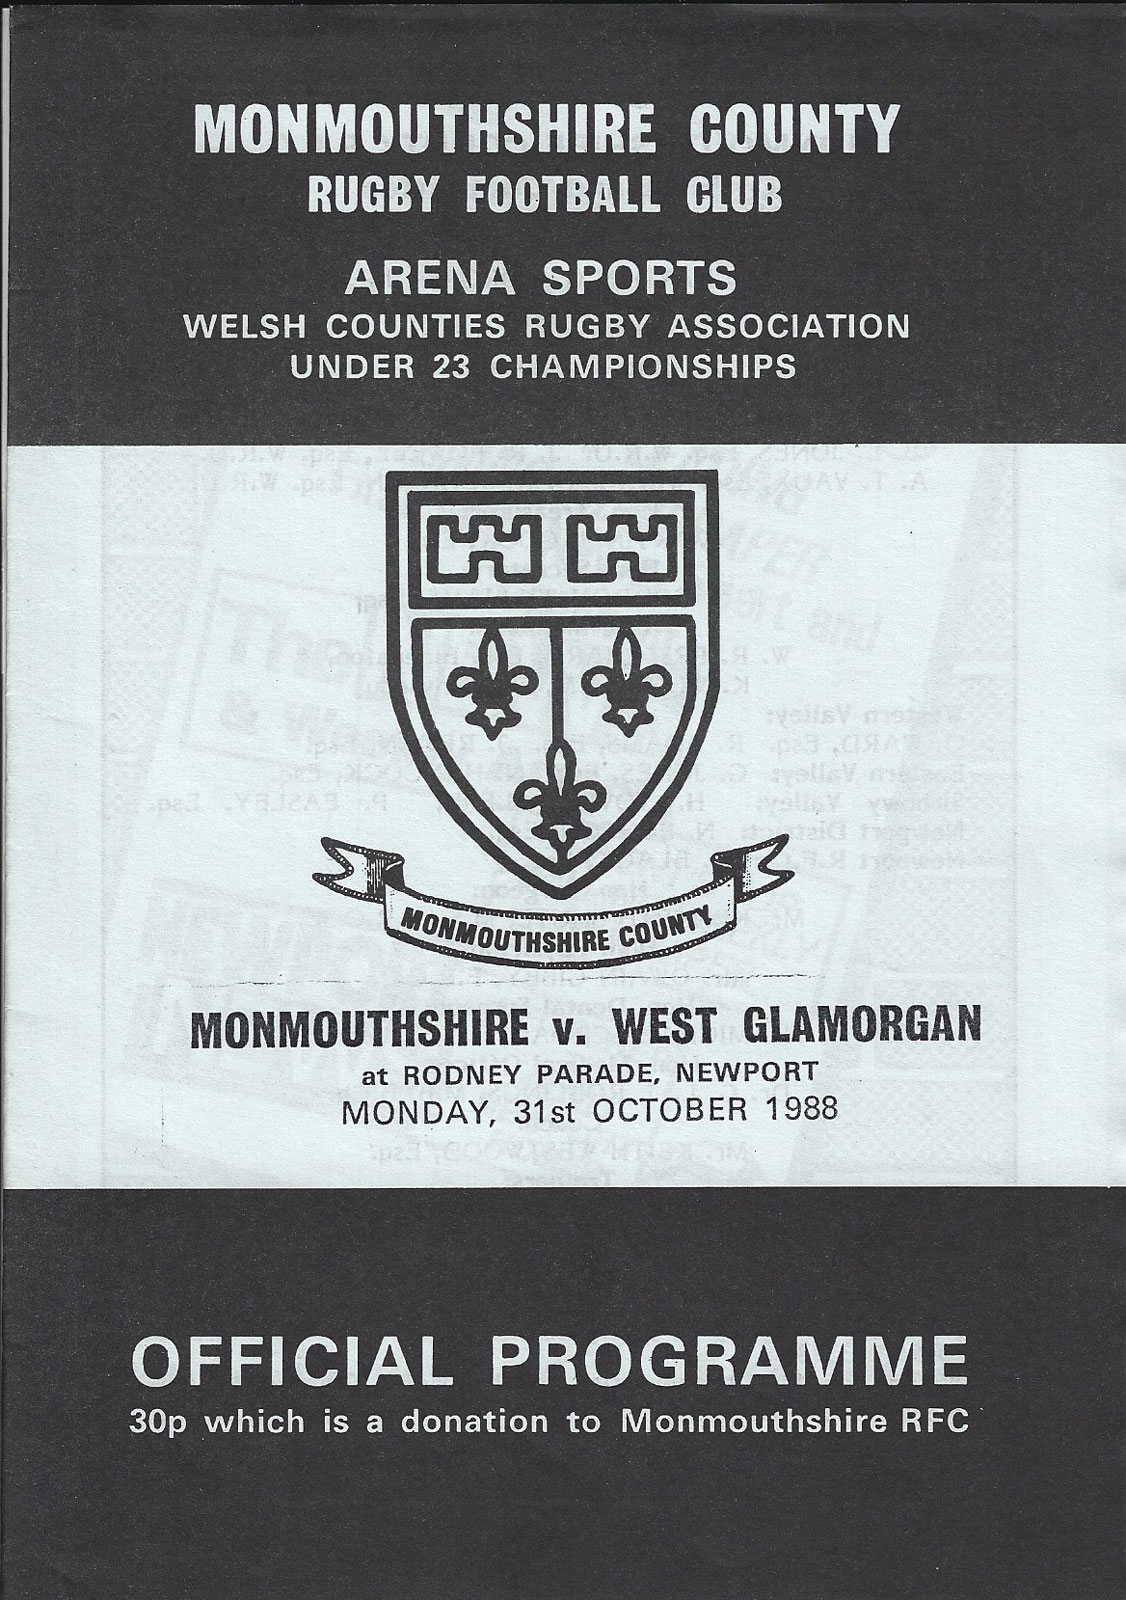 MONMOUTHSHIRE COUNTY
RUGBY FOOTBALL CLUB
ARENA SPORTS
WELSH COUNTIES RUGBY ASSOCIATION
UNDER 23 CHAMPIONSHIPS
MONMOUTHSHIRE COUNTY
MONMOUTHSHIRE v. WEST GLAMORGAN
at RODNEY PARADE, NEWPORT
MONDAY, 31st OCTOBER 1988
OFFICIAL PROGRAMME
30p which is a donation to Monmouthshire RFC